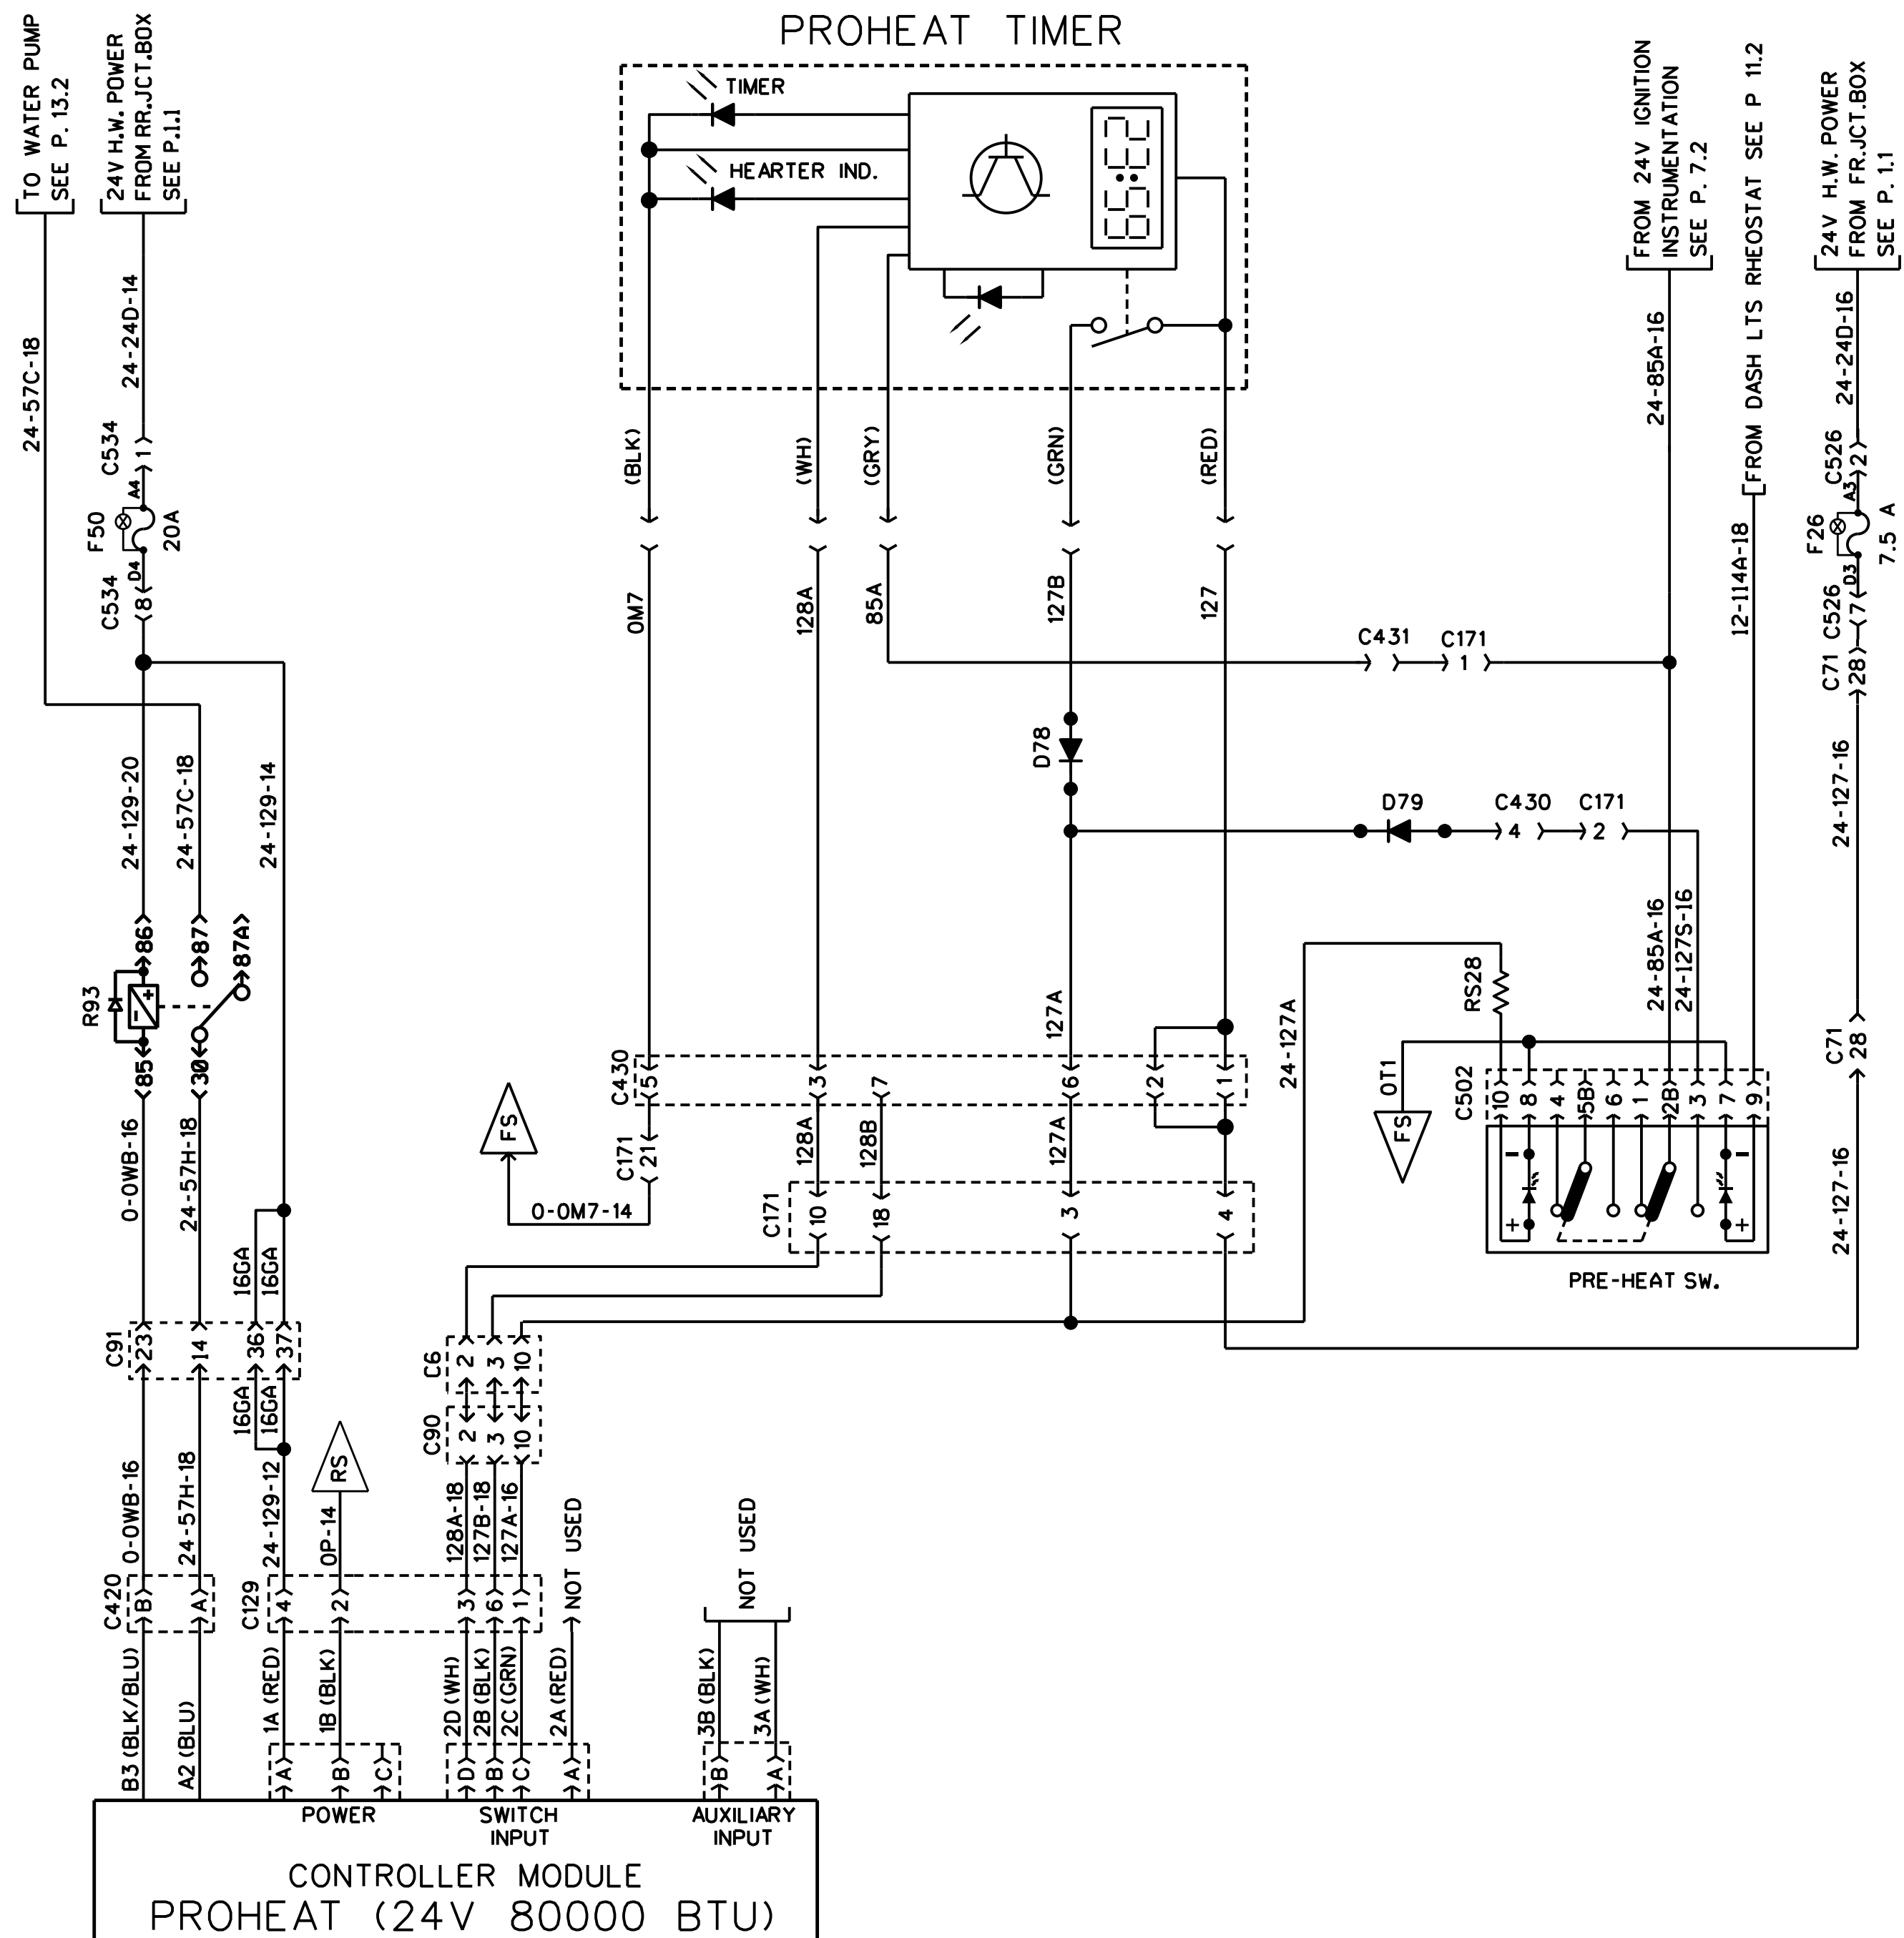 PROHEAT TIMER
TO WATER PUMP
SEE P. 13.2
24V H.W. POWER
FROM RR.JCT.BOX
SEE P.1.1
FROM 24V IGNITION
INSTRUMENTATION
SEE P. 7.2
FROM DASH LTS RHEOSTAT SEE P 11.2
24V H.W. POWER
FROM FR.JCT.BOX
SEE P. 1.1
TIMER
HEARTER IND.
24-57C-18
24-24D-14
24-85A-16
24-24D-16
C534
1
A4
F50
20A
D4
C534
8
(BLK)
(WH)
(GRY)
(GRN)
(RED)
C526
2
A3
F26
7.5 A
D3
C526
7
C71
28
12-114A-18
0M7
128A
85A
127B
127
C431
C171
1
24-129-20
24-57C-18
24-129-14
D78
D79
C430
4
C171
2
24-127-16
86
87
87A
R93
+
-
85
30
127A
24-127A
RS28
24-85A-16
24-127S-16
C71
28
C430
5
3
7
6
2
1
0T1
FS
C502
10
8
4
5B
6
1
2B
3
7
9
-
-
+
+
PRE-HEAT SW.
FS
C171
21
0-0M7-14
128A
128B
127A
C171
10
18
3
4
24-127-16
0-0WB-16
24-57H-18
16GA
16GA
C91
23
14
36
37
16GA
16GA
C6
2
3
10
C90
2
3
10
RS
0-0WB-16
24-57H-18
24-129-12
0P-14
128A-18
127B-18
127A-16
NOT USED
NOT USED
C420
B
A
C129
4
2
3
6
1
B3 (BLK/BLU)
A2 (BLU)
1A (RED)
1B (BLK)
2D (WH)
2B (BLK)
2C (GRN)
2A (RED)
3B (BLK)
3A (WH)
A
B
C
D
B
C
A
B
A
POWER
SWITCH
INPUT
AUXILIARY
INPUT
CONTROLLER MODULE
PROHEAT (24V 80000 BTU)